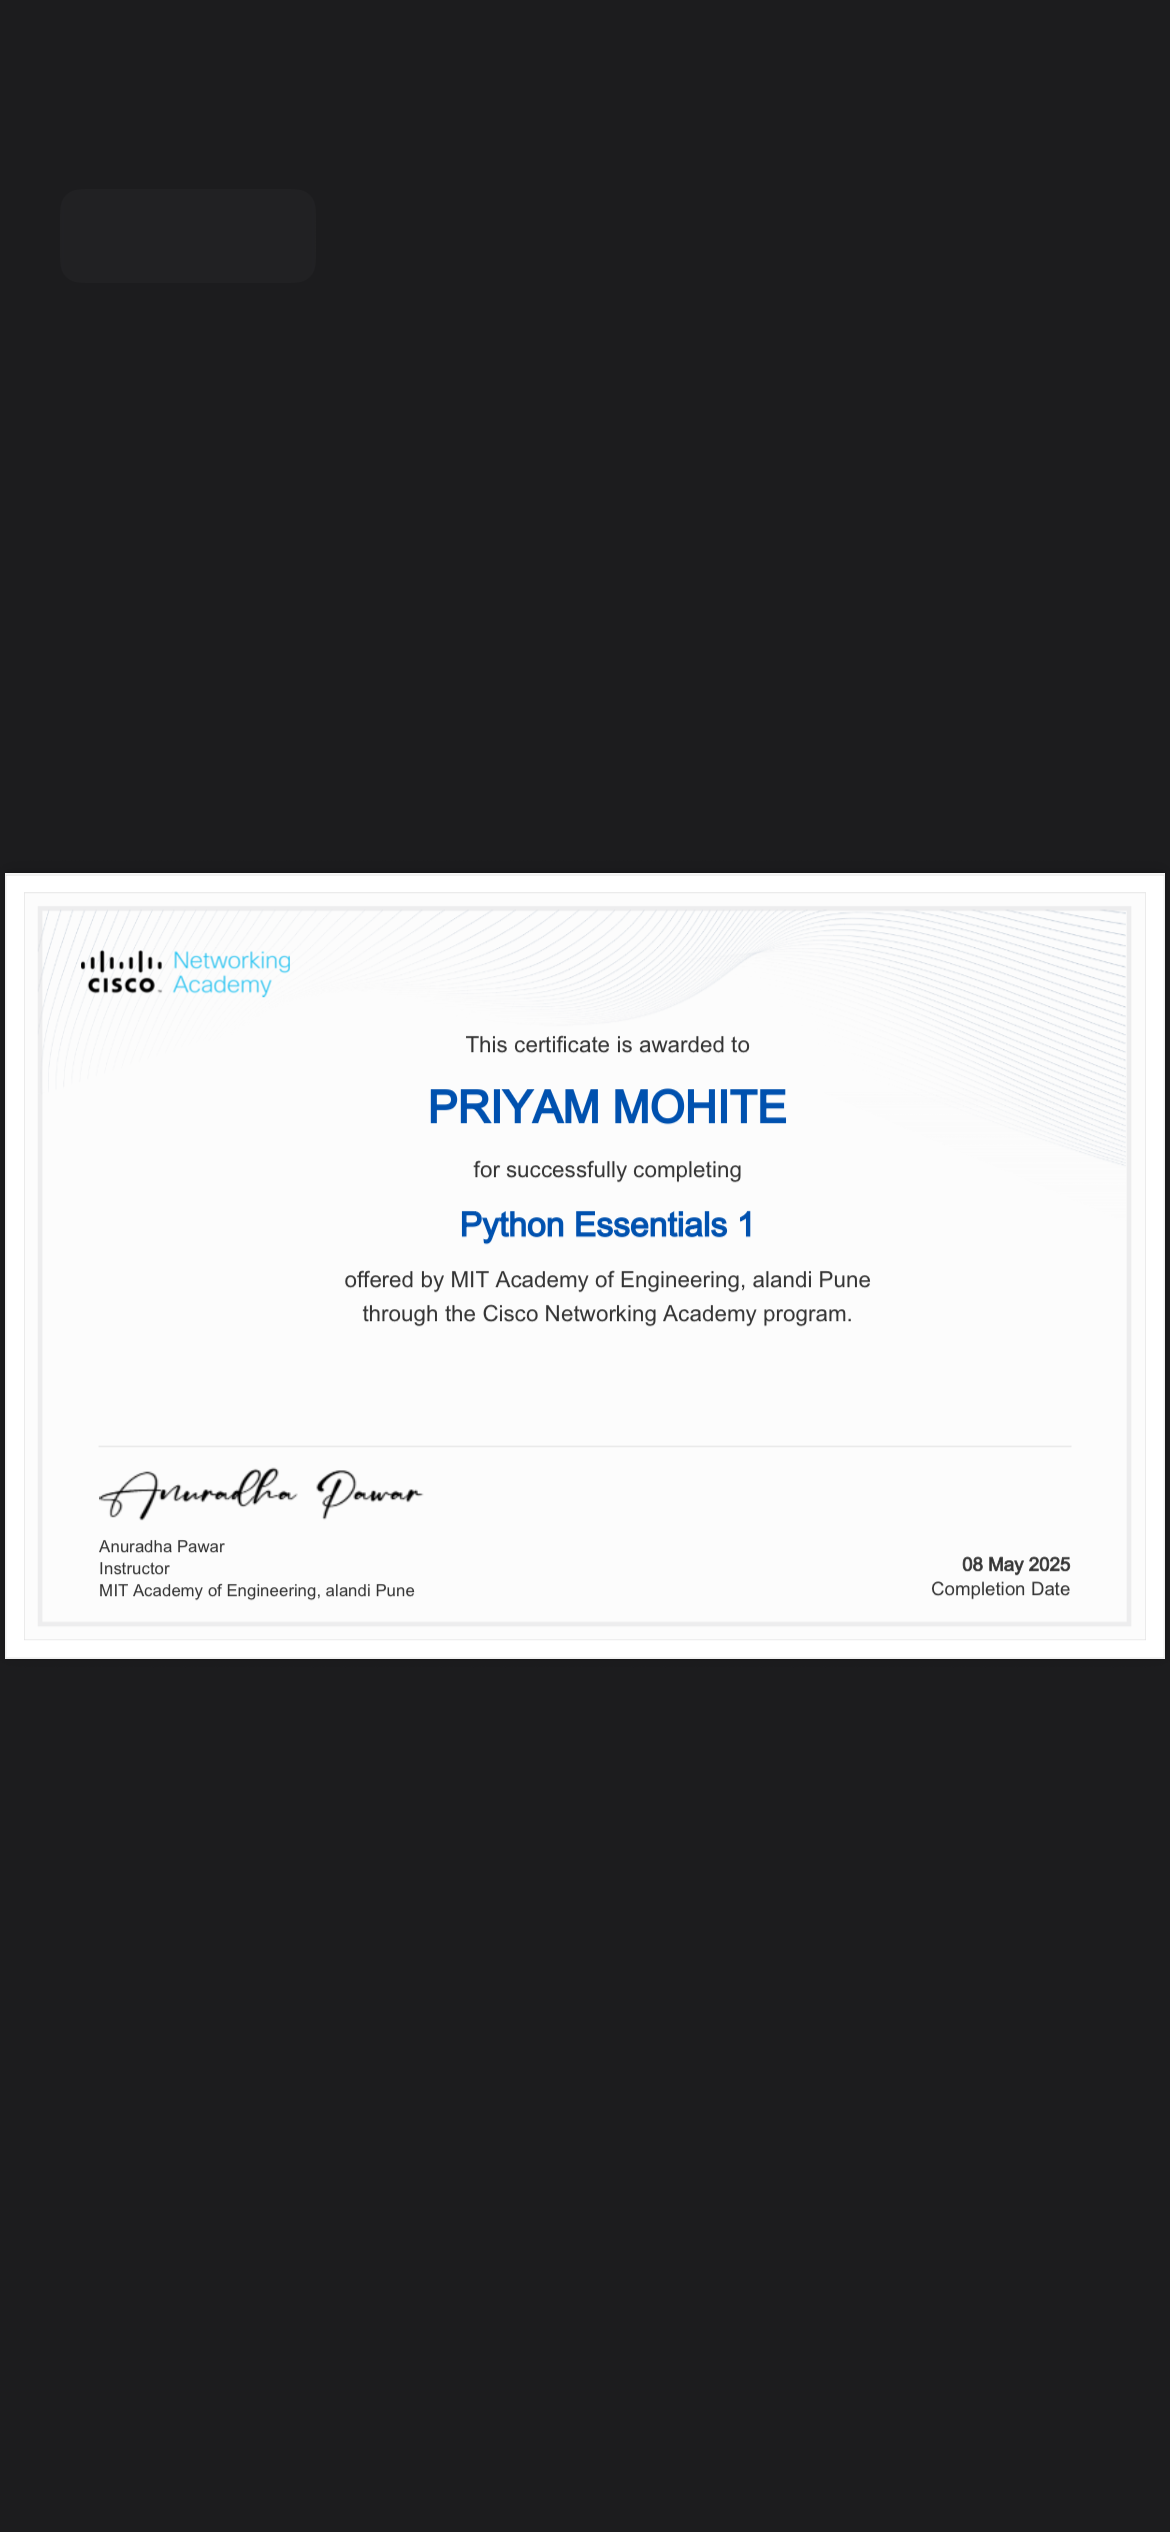 CISCO Networking
Academy
This certificate is awarded to
PRIYAM MOHITE
for successfully completing
Python Essentials 1
offered by MIT Academy of Engineering, alandi Pune
through the Cisco Networking Academy program.
Anuradha Pawar
Anuradha Pawar
Instructor
MIT Academy of Engineering, alandi Pune
08 May 2025
Completion Date